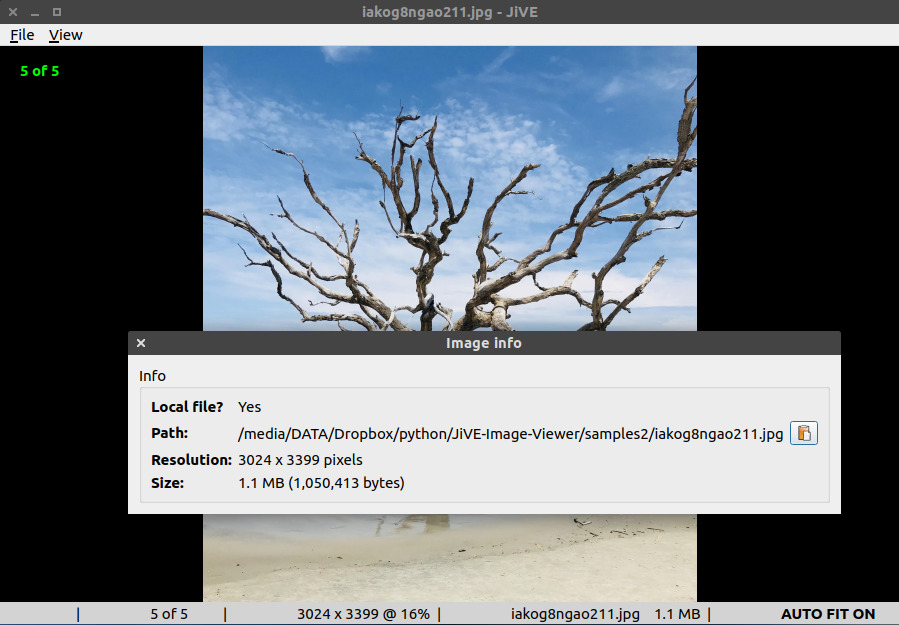 iakog8ngao211.jpg - JiVE
File View
5 of 5
Image info
Info
Local file? Yes
Path: /media/DATA/Dropbox/python/JiVE-Image-Viewer/samples2/iakog8ngao211.jpg
Resolution: 3024 x 3399 pixels
Size: 1.1 MB (1,050,413 bytes)
| 5 of 5 | 3024 x 3399 @ 16% | iakog8ngao211.jpg 1.1 MB | AUTO FIT ON